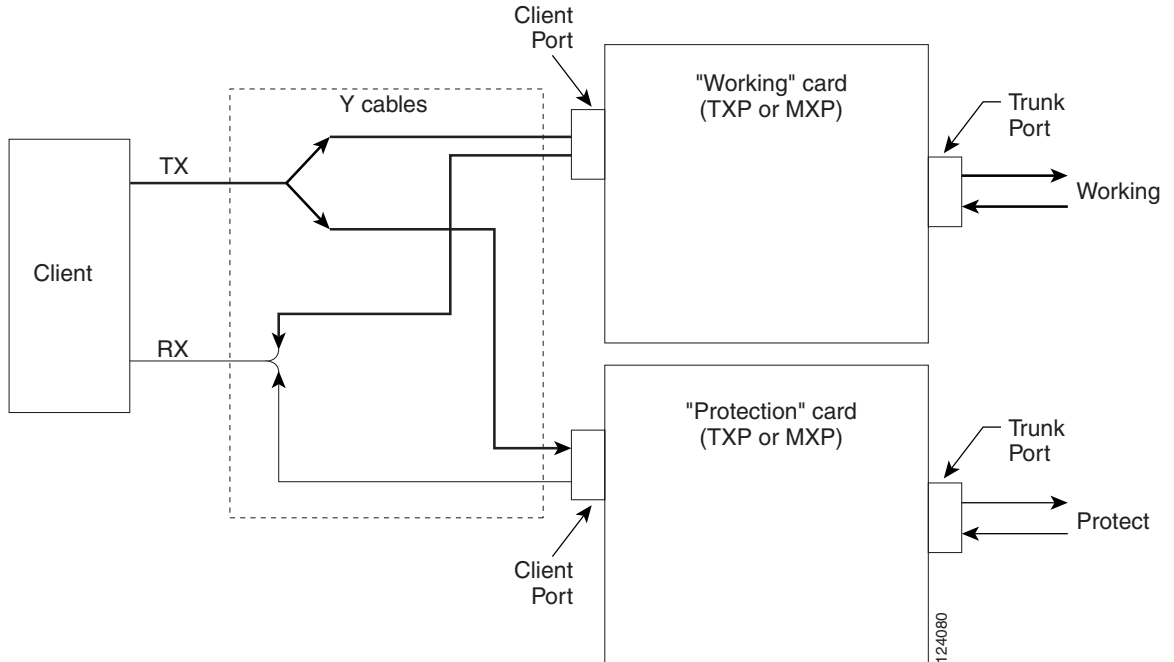 Client
Port
"Working" card
(TXP or MXP)
Y cables
Trunk
Port
TX
Working
Client
RX
"Protection" card
(TXP or MXP)
Trunk
Port
Protect
Client
Port
124080